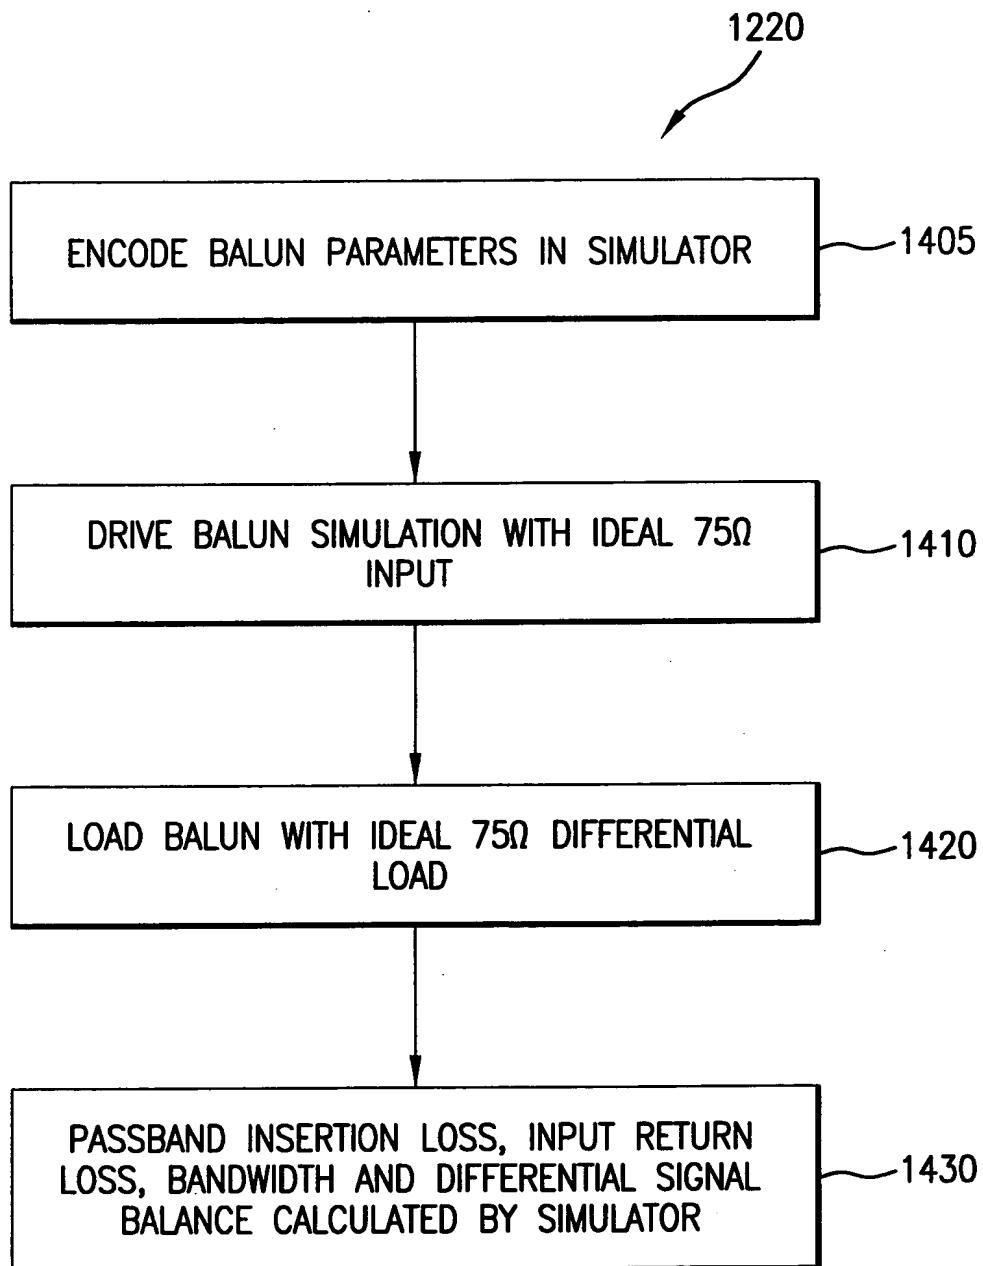 1220
ENCODE BALUN PARAMETERS IN SIMULATOR
1405
DRIVE BALUN SIMULATION WITH IDEAL 75Ω
INPUT
1410
LOAD BALUN WITH IDEAL 75Ω DIFFERENTIAL
LOAD
1420
PASSBAND INSERTION LOSS, INPUT RETURN
LOSS, BANDWIDTH AND DIFFERENTIAL SIGNAL
BALANCE CALCULATED BY SIMULATOR
1430